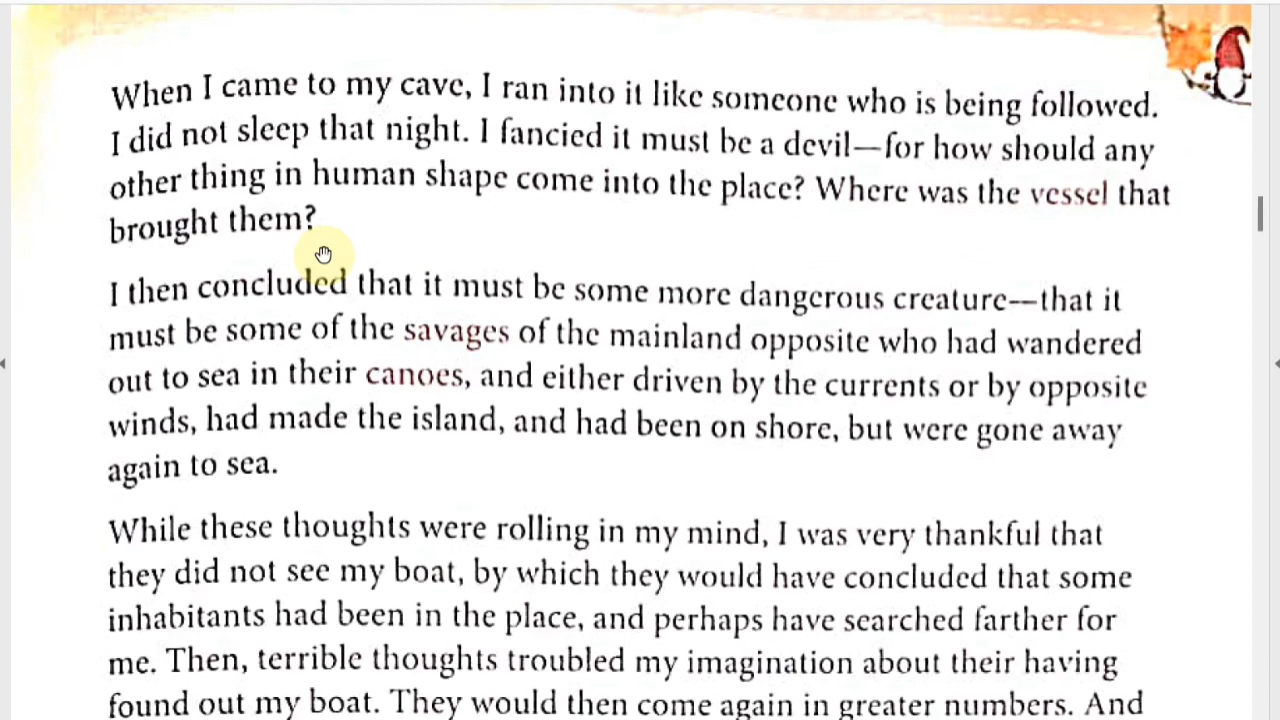 When I came to my cave, I ran into it like someone who is being followed.
I did not sleep that night. I fancied it must be a devil—for how should any
other thing in human shape come into the place? Where was the vessel that
brought them?
I then concluded that it must be some more dangerous creature—that it
must be some of the savages of the mainland opposite who had wandered
out to sea in their canoes, and either driven by the currents or by opposite
winds, had made the island, and had been on shore, but were gone away
again to sea.
While these thoughts were rolling in my mind, I was very thankful that
they did not see my boat, by which they would have concluded that some
inhabitants had been in the place, and perhaps have searched farther for
me. Then, terrible thoughts troubled my imagination about their having
found out my boat. They would then come again in greater numbers. And